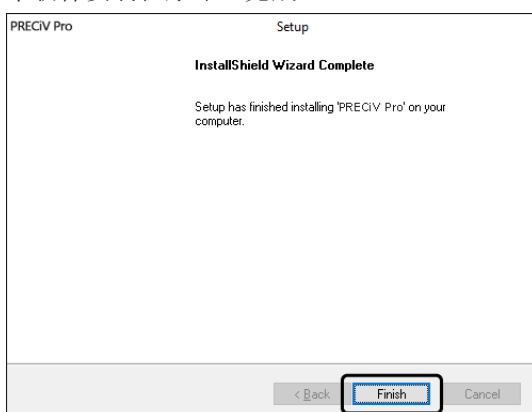 PRECiV Pro
Setup
InstallShield Wizard Complete
Setup has finished installing 'PRECiV Pro' on your
computer.
< Back
Finish
Cancel